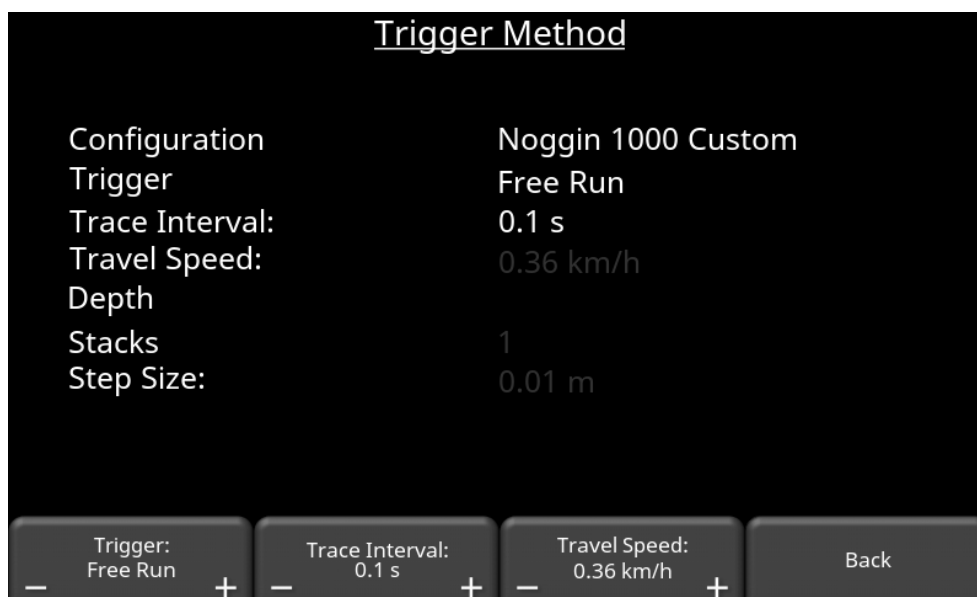 Trigger Method
Configuration Noggin 1000 Custom
Trigger Free Run
Trace Interval: 0.1 s
Travel Speed: 0.36 km/h
Depth
Stacks 1
Step Size: 0.01 m
Trigger:
Free Run
− +
Trace Interval:
0.1 s
− +
Travel Speed:
0.36 km/h
− +
Back